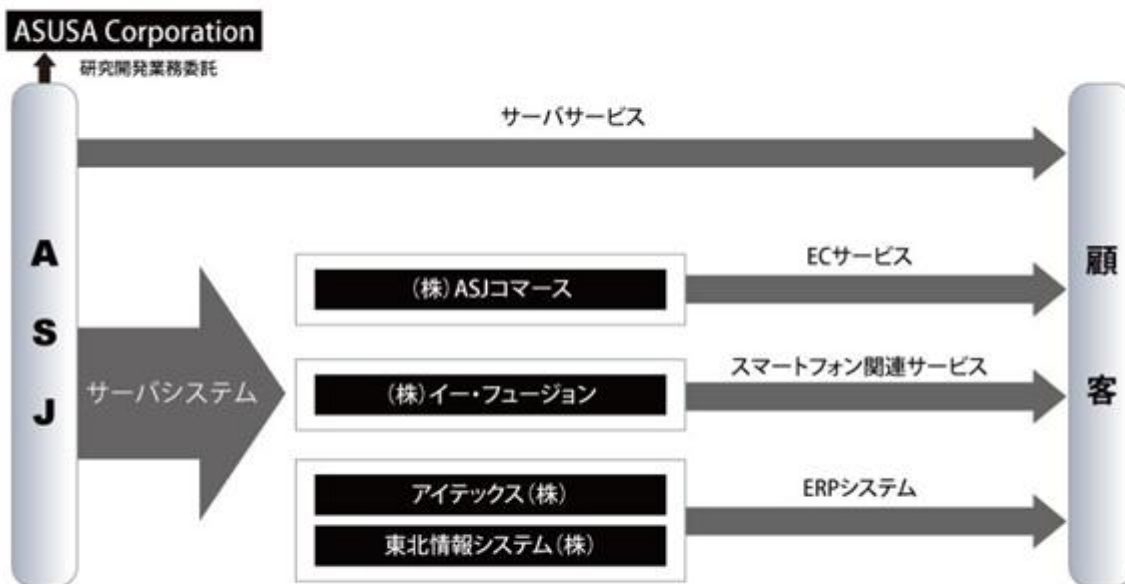 ASUSA Corporation
研究開発業務委託
サーバサービス
A
S
J
サーバシステム
(株)ASJコマース
ECサービス
(株)イー・フュージョン
スマートフォン関連サービス
アイテックス(株)
東北情報システム(株)
ERPシステム
顧
客